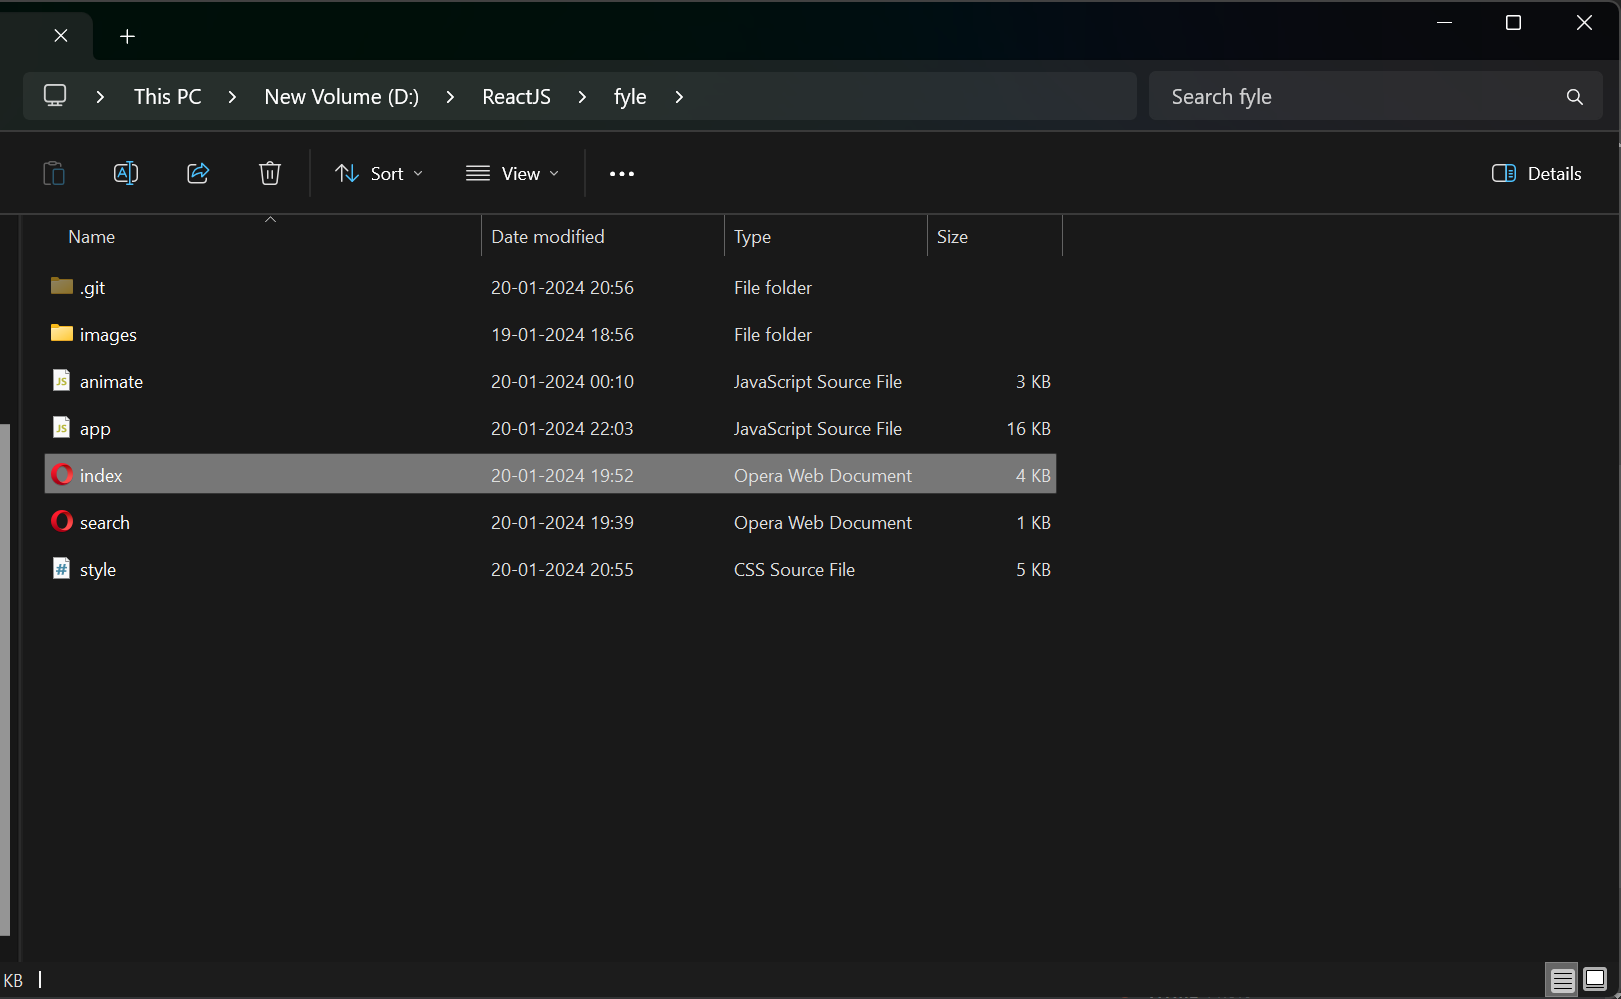 This PC New Volume (D:) ReactJS fyle Search fyle
Sort View Details
Name Date modified Type Size
.git 20-01-2024 20:56 File folder
images 19-01-2024 18:56 File folder
JS animate 20-01-2024 00:10 JavaScript Source File 3 KB
JS app 20-01-2024 22:03 JavaScript Source File 16 KB
index 20-01-2024 19:52 Opera Web Document 4 KB
search 20-01-2024 19:39 Opera Web Document 1 KB
# style 20-01-2024 20:55 CSS Source File 5 KB
KB